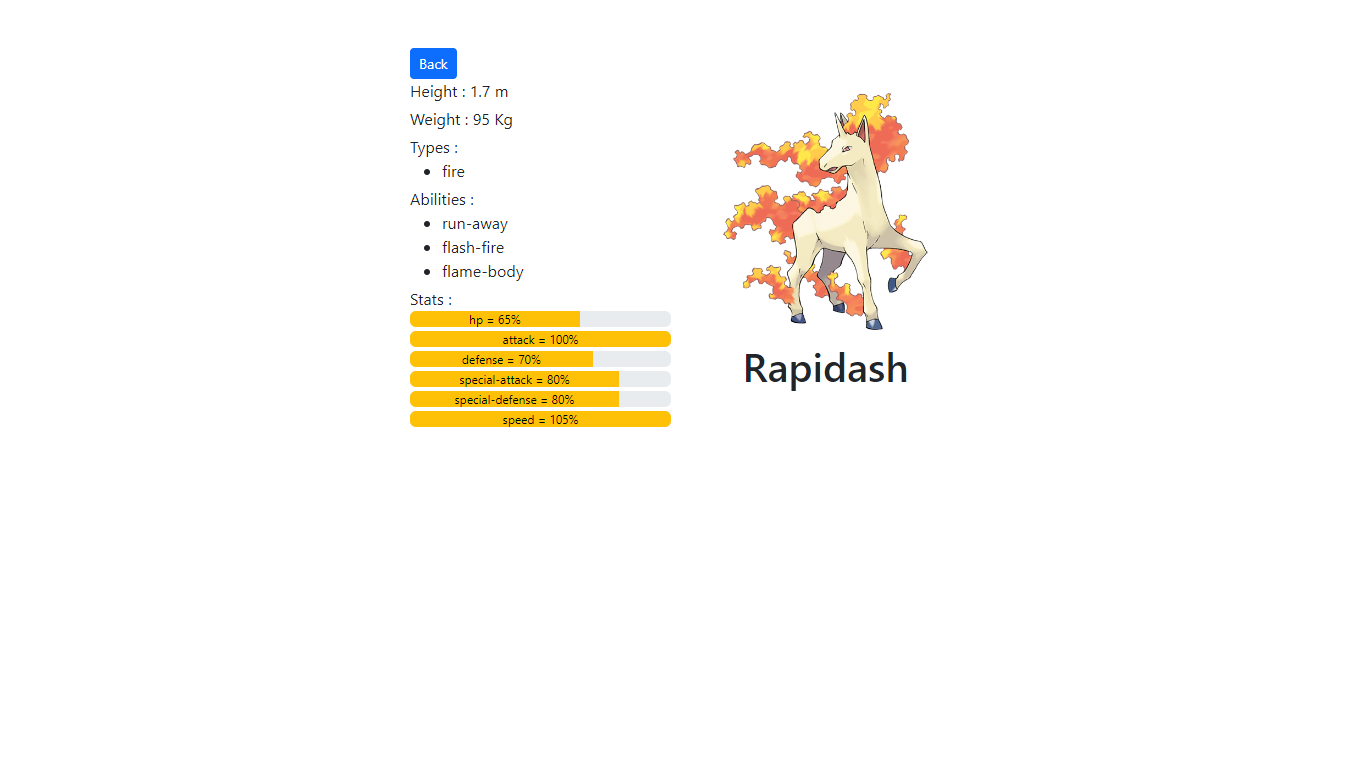 Back
Height : 1.7 m
Weight : 95 Kg
Types :
fire
Abilities :
run-away
flash-fire
flame-body
Stats :
hp = 65%
attack = 100%
defense = 70%
special-attack = 80%
special-defense = 80%
speed = 105%
Rapidash